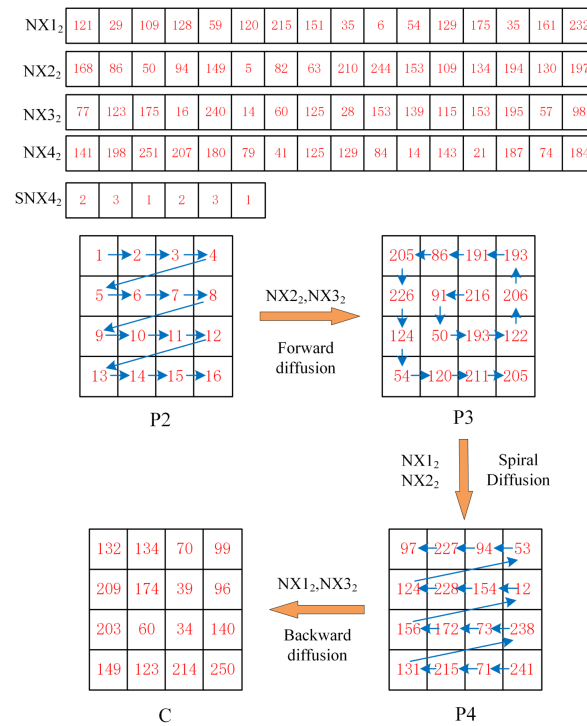 NX1₂ 121 29 109 128 59 120 215 151 35 6 54 129 175 35 161 232
NX2₂ 168 86 50 94 149 5 82 63 210 244 153 109 134 194 130 197
NX3₂ 77 123 175 16 240 14 60 125 28 153 139 115 153 195 57 98
NX4₂ 141 198 251 207 180 79 41 125 129 84 14 143 21 187 74 184
SNX4₂ 2 3 1 2 3 1
1 2 3 4
5 6 7 8
9 10 11 12
13 14 15 16
P2
NX2₂,NX3₂
Forward
diffusion
205 86 191 193
226 91 216 206
124 50 193 122
54 120 211 205
P3
NX1₂
NX2₂
Spiral
Diffusion
97 227 94 53
124 228 154 12
156 172 73 238
131 215 71 241
P4
NX1₂,NX3₂
Backward
diffusion
132 134 70 99
209 174 39 96
203 60 34 140
149 123 214 250
C